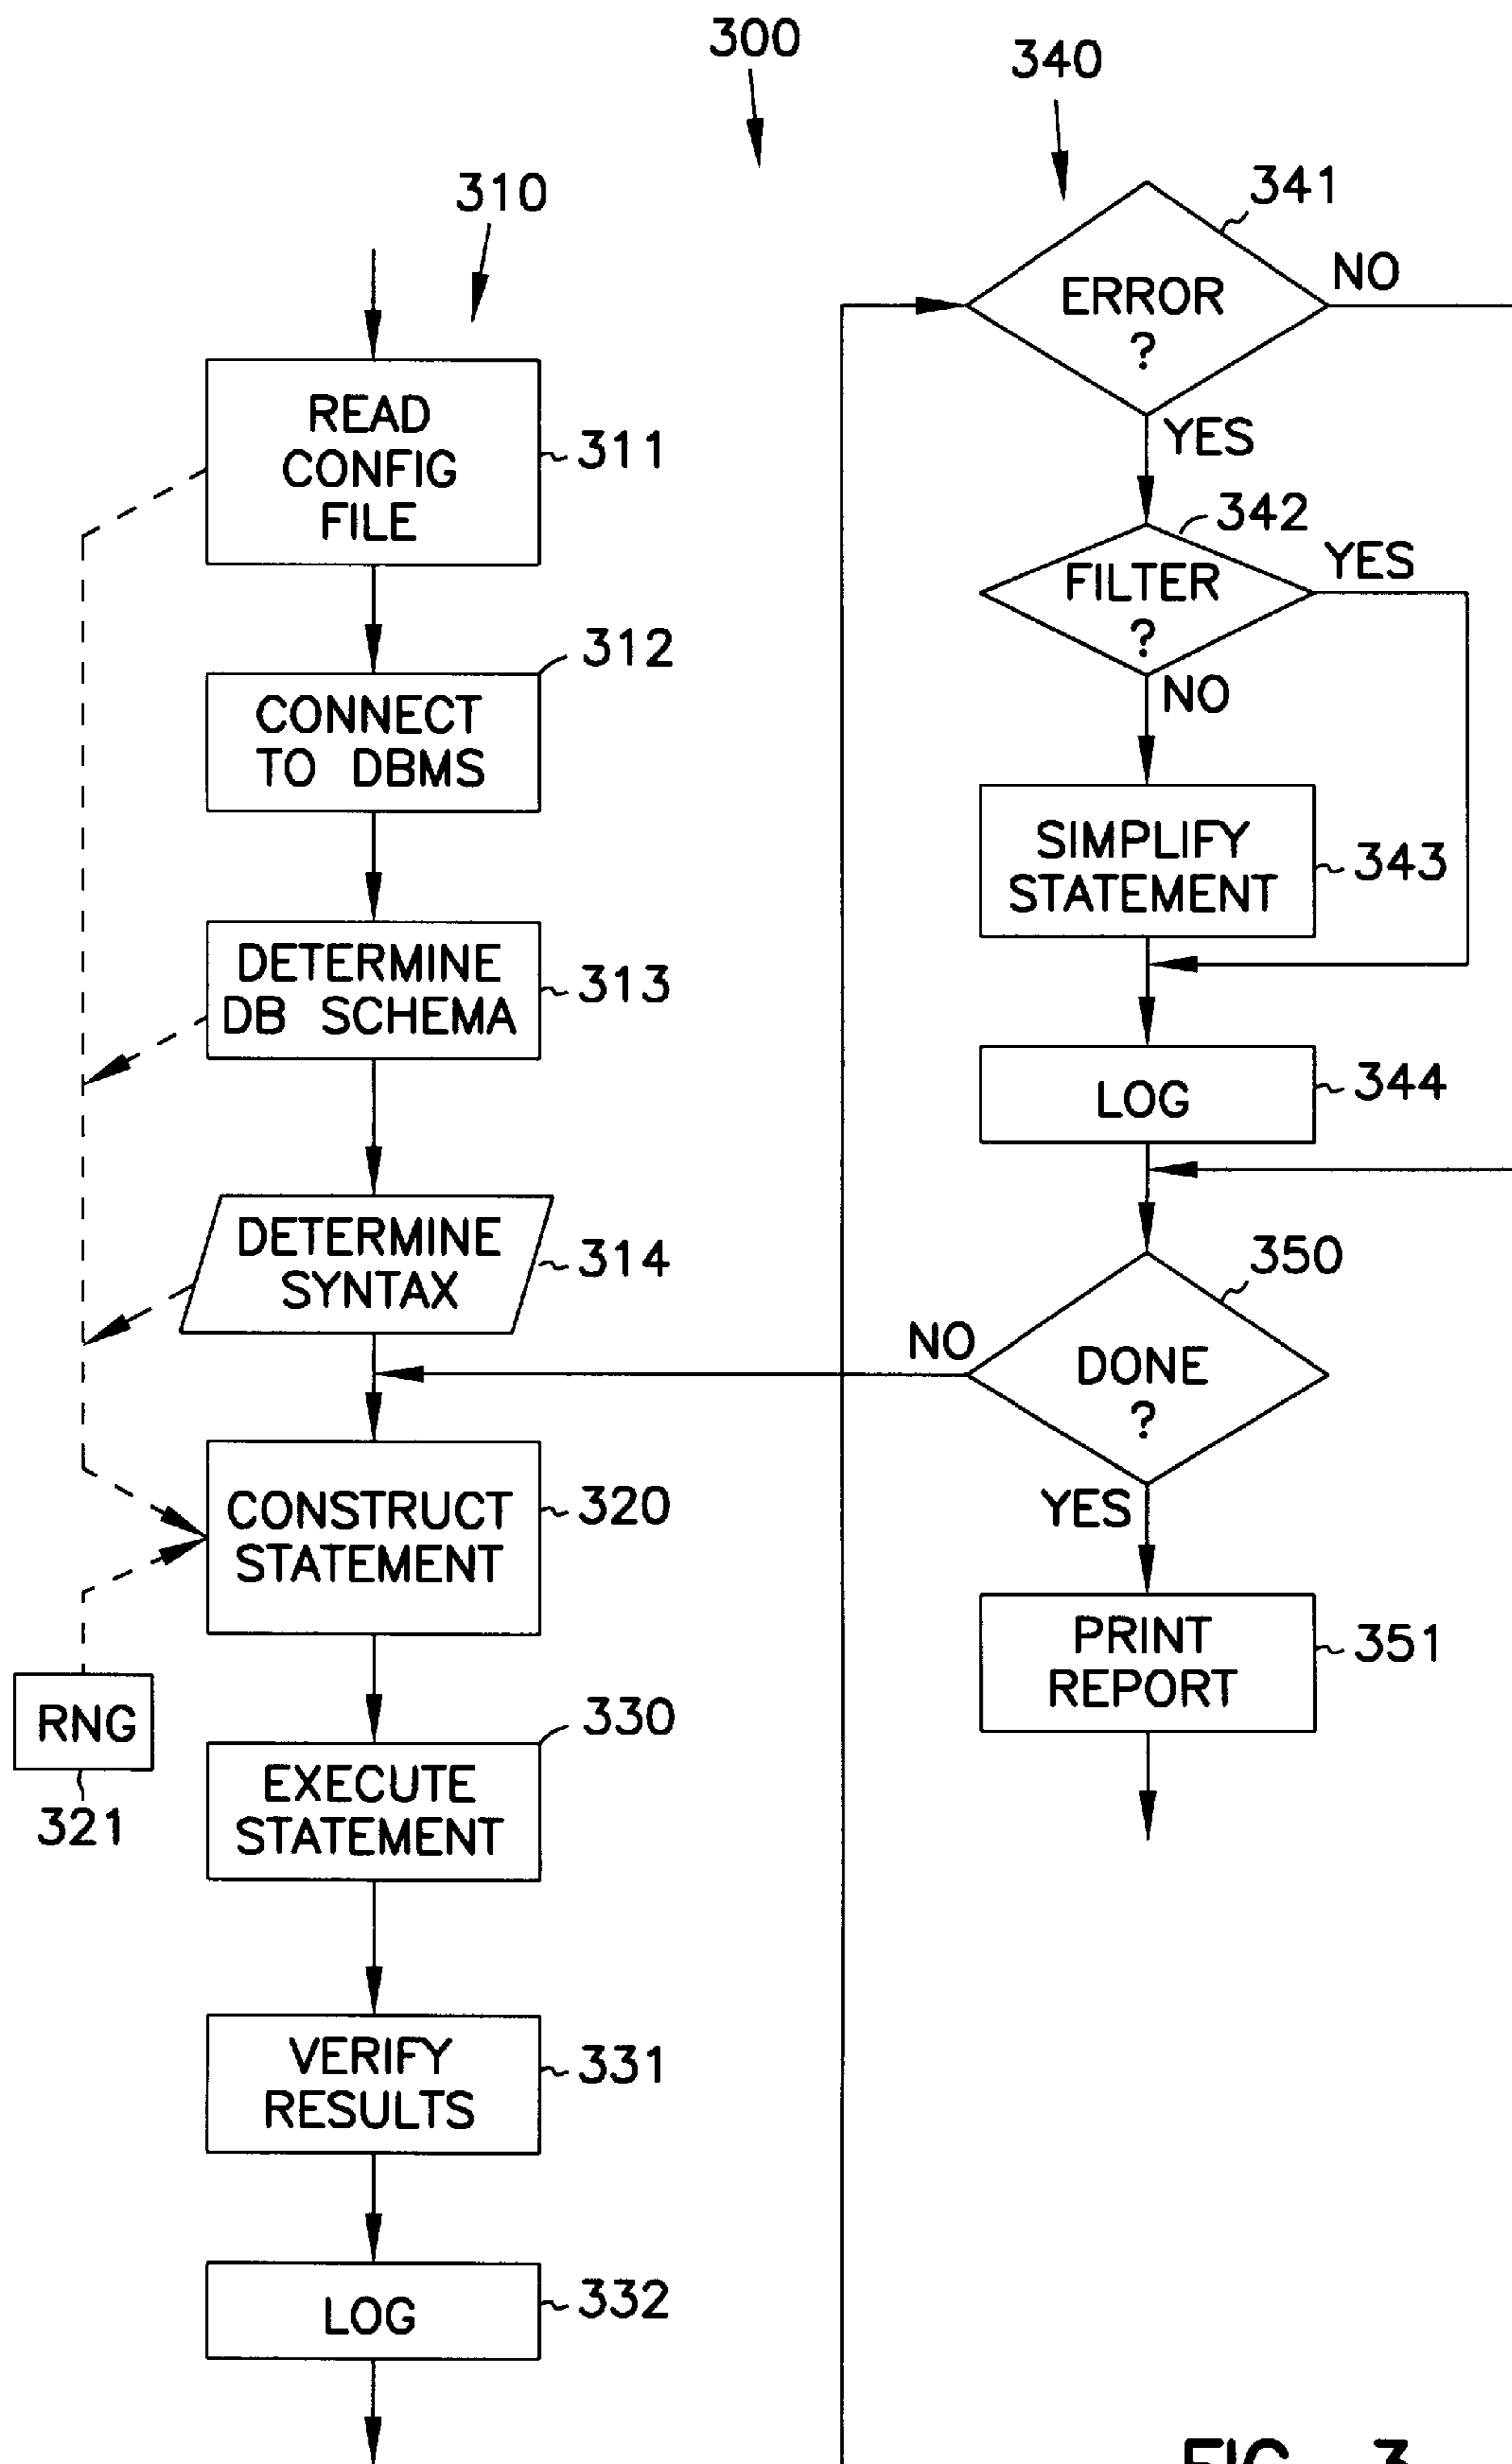 300
340
310
341
ERROR
?
NO
YES
READ
CONFIG
FILE
311
342
FILTER
?
YES
NO
312
CONNECT
TO DBMS
SIMPLIFY
STATEMENT
343
DETERMINE
DB SCHEMA
313
LOG
344
DETERMINE
SYNTAX
314
350
DONE
?
NO
YES
CONSTRUCT
STATEMENT
320
RNG
321
PRINT
REPORT
351
330
EXECUTE
STATEMENT
VERIFY
RESULTS
331
LOG
332
FIG. 3